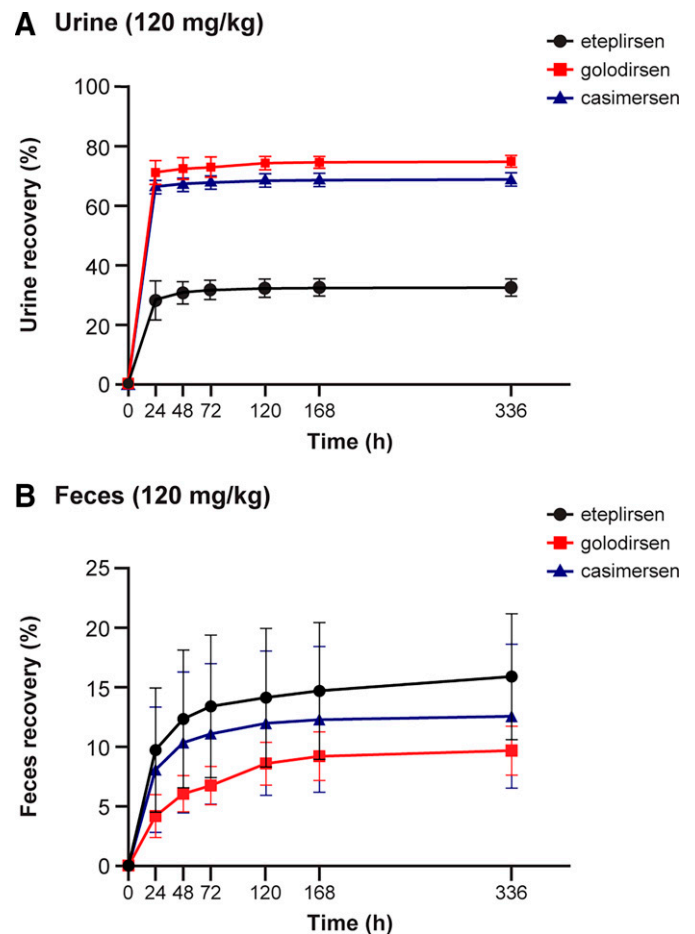 A Urine (120 mg/kg)
eteplirsen
golodirsen
casimersen
100
80
60
40
20
0
Urine recovery (%)
0 24 48 72 120 168 336
Time (h)
B Feces (120 mg/kg)
eteplirsen
golodirsen
casimersen
25
20
15
10
5
0
Feces recovery (%)
0 24 48 72 120 168 336
Time (h)